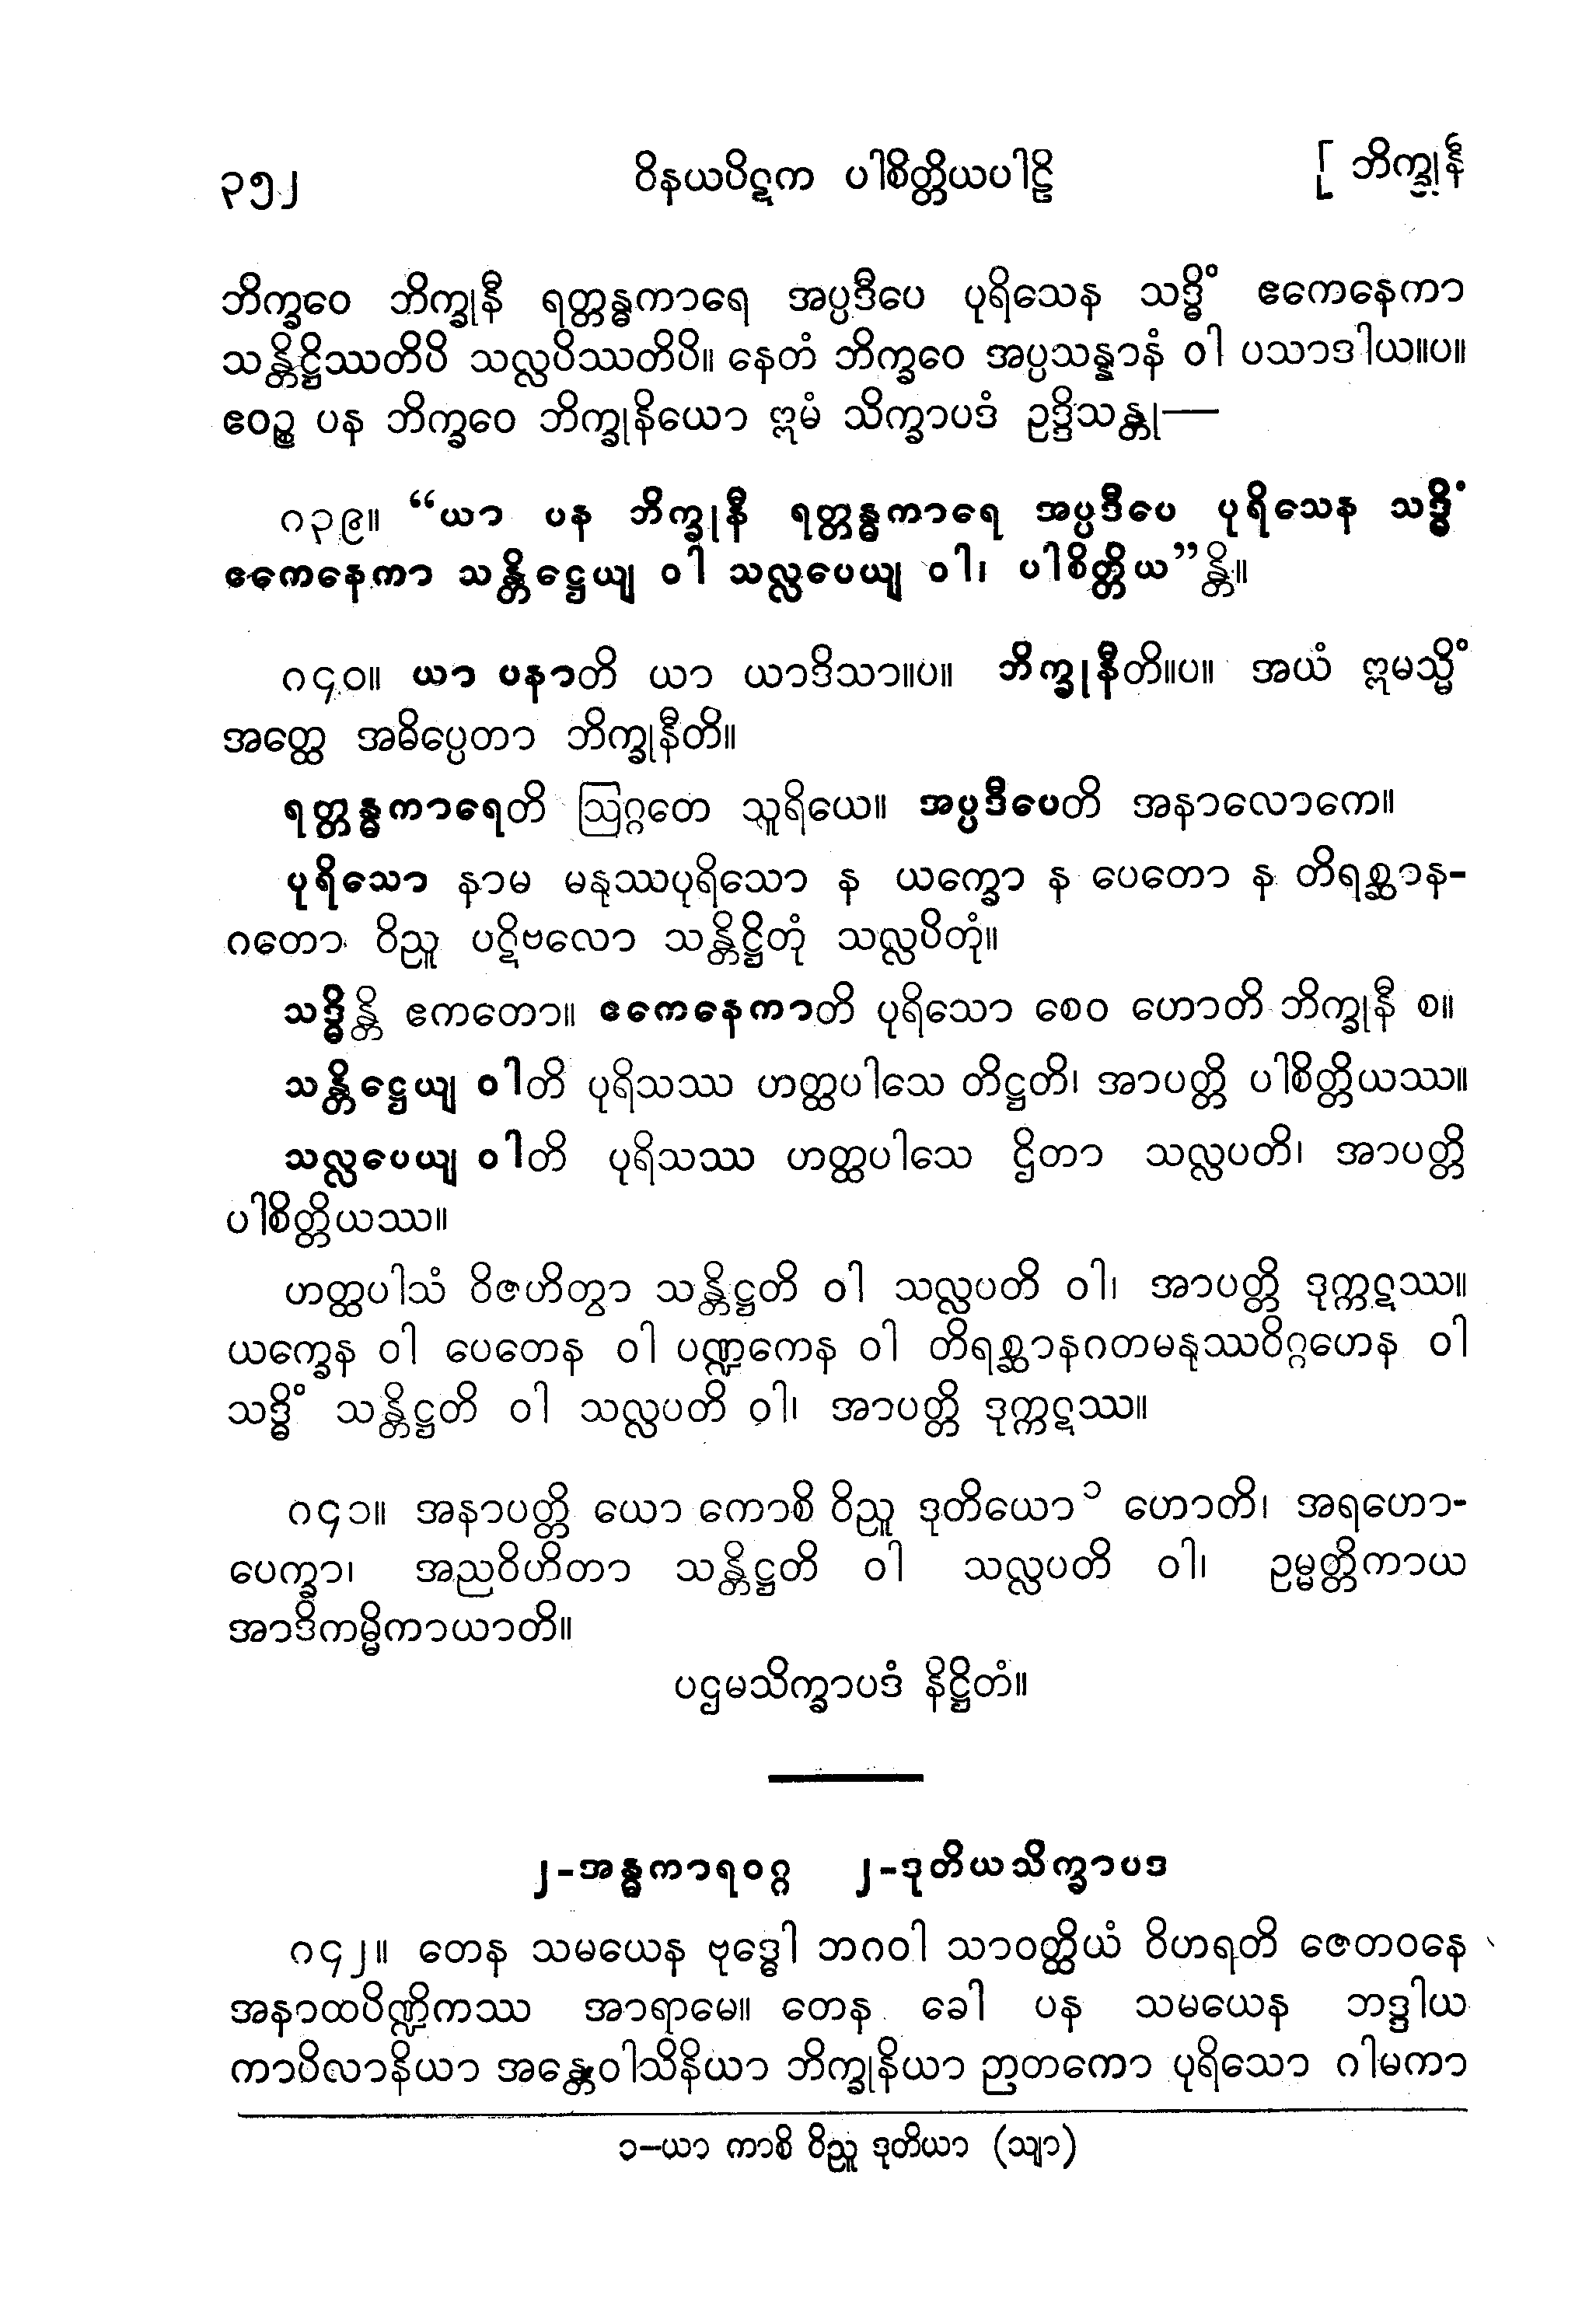 ၃၅၂ ဝိနယပိဋက ပါစိတ္တိယပါဠိ [ ဘိက္ခုနီ
ဘိက္ခဝေ ဘိက္ခုနီ ရတ္တန္ဓကာရေ အပ္ပဒီပေ ပုရိသေန သဒ္ဓိံ ဧကေနေကာ
သန္တိဋ္ဌိဿတိပိ သလ္လပိဿတိပိ။ နေတံ ဘိက္ခဝေ အပ္ပသန္နာနံ ဝါ ပသာဒါယ။ပ။
ဧဝဉ္စ ပန ဘိက္ခဝေ ဘိက္ခုနိယော ဣမံ သိက္ခာပဒံ ဥဒ္ဒိသန္တု—
၈၃၉။ “ယာ ပန ဘိက္ခုနီ ရတ္တန္ဓကာရေ အပ္ပဒီပေ ပုရိသေန သဒ္ဓိံ
ဧကေနေကာ သန္တိဋ္ဌေယျ ဝါ သလ္လပေယျ ဝါ၊ ပါစိတ္တိယ”န္တိ။
၈၄၀။ ယာ ပနာတိ ယာ ယာဒိသာ။ပ။ ဘိက္ခုနီတိ။ပ။ အယံ ဣမသ္မိံ
အတ္ထေ အဓိပ္ပေတာ ဘိက္ခုနီတိ။
ရတ္တန္ဓကာရေတိ ဩဂ္ဂတေ သူရိယေ။ အပ္ပဒီပေတိ အနာလောကေ။
ပုရိသော နာမ မနုဿပုရိသော န ယက္ခော န ပေတော န တိရစ္ဆာန-
ဂတော ဝိညူ ပဋိဗလော သန္တိဋ္ဌိတုံ သလ္လပိတုံ။
သဒ္ဓိန္တိ ဧကတော။ ဧကေနေကာတိ ပုရိသော စေဝ ဟောတိ ဘိက္ခုနီ စ။
သန္တိဋ္ဌေယျ ဝါတိ ပုရိသဿ ဟတ္ထပါသေ တိဋ္ဌတိ၊ အာပတ္တိ ပါစိတ္တိယဿ။
သလ္လပေယျ ဝါတိ ပုရိသဿ ဟတ္ထပါသေ ဌိတာ သလ္လပတိ၊ အာပတ္တိ
ပါစိတ္တိယဿ။
ဟတ္ထပါသံ ဝိဇဟိတွာ သန္တိဋ္ဌတိ ဝါ သလ္လပတိ ဝါ၊ အာပတ္တိ ဒုက္ကဋဿ။
ယက္ခေန ဝါ ပေတေန ဝါ ပဏ္ဍကေန ဝါ တိရစ္ဆာနဂတမနုဿဝိဂ္ဂဟေန ဝါ
သဒ္ဓိံ သန္တိဋ္ဌတိ ဝါ သလ္လပတိ ဝါ၊ အာပတ္တိ ဒုက္ကဋဿ။
၈၄၁။ အနာပတ္တိ ယော ကောစိ ဝိညူ ဒုတိယော ၁ ဟောတိ၊ အရဟော-
ပေက္ခာ၊ အညဝိဟိတာ သန္တိဋ္ဌတိ ဝါ သလ္လပတိ ဝါ၊ ဥမ္မတ္တိကာယ
အာဒိကမ္မိကာယာတိ။
ပဌမသိက္ခာပဒံ နိဋ္ဌိတံ။
၂-အန္ဓကာရဝဂ္ဂ ၂-ဒုတိယသိက္ခာပဒ
၈၄၂။ တေန သမယေန ဗုဒ္ဓေါ ဘဂဝါ သာဝတ္ထိယံ ဝိဟရတိ ဇေတဝနေ
အနာထပိဏ္ဍိကဿ အာရာမေ။ တေန ခေါ ပန သမယေန ဘဒ္ဒါယ
ကာပိလာနိယာ အန္တေဝါသိနိယာ ဘိက္ခုနိယာ ဉာတကော ပုရိသော ဂါမကာ
၁–ယာ ကာစိ ဝိညူ ဒုတိယာ (သျာ)